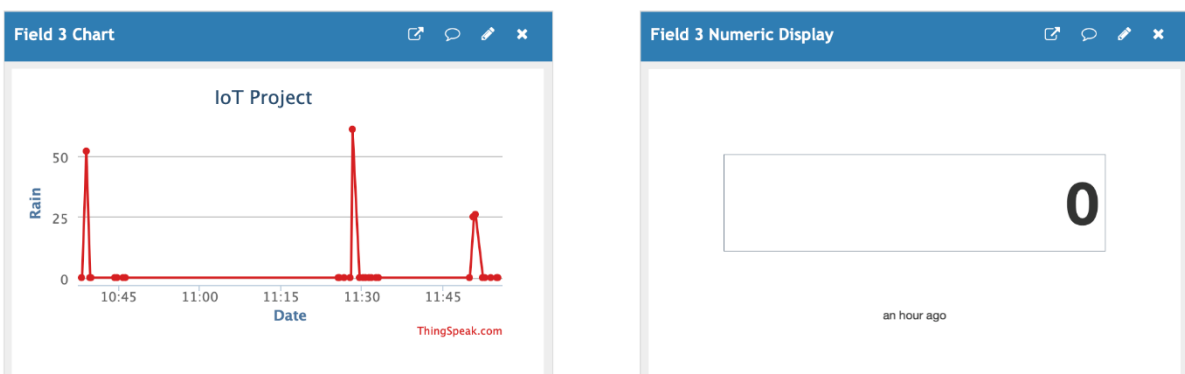 Field 3 Chart
IoT Project
50
25
0
Rain
10:45 11:00 11:15 11:30 11:45
Date
ThingSpeak.com
Field 3 Numeric Display
0
an hour ago